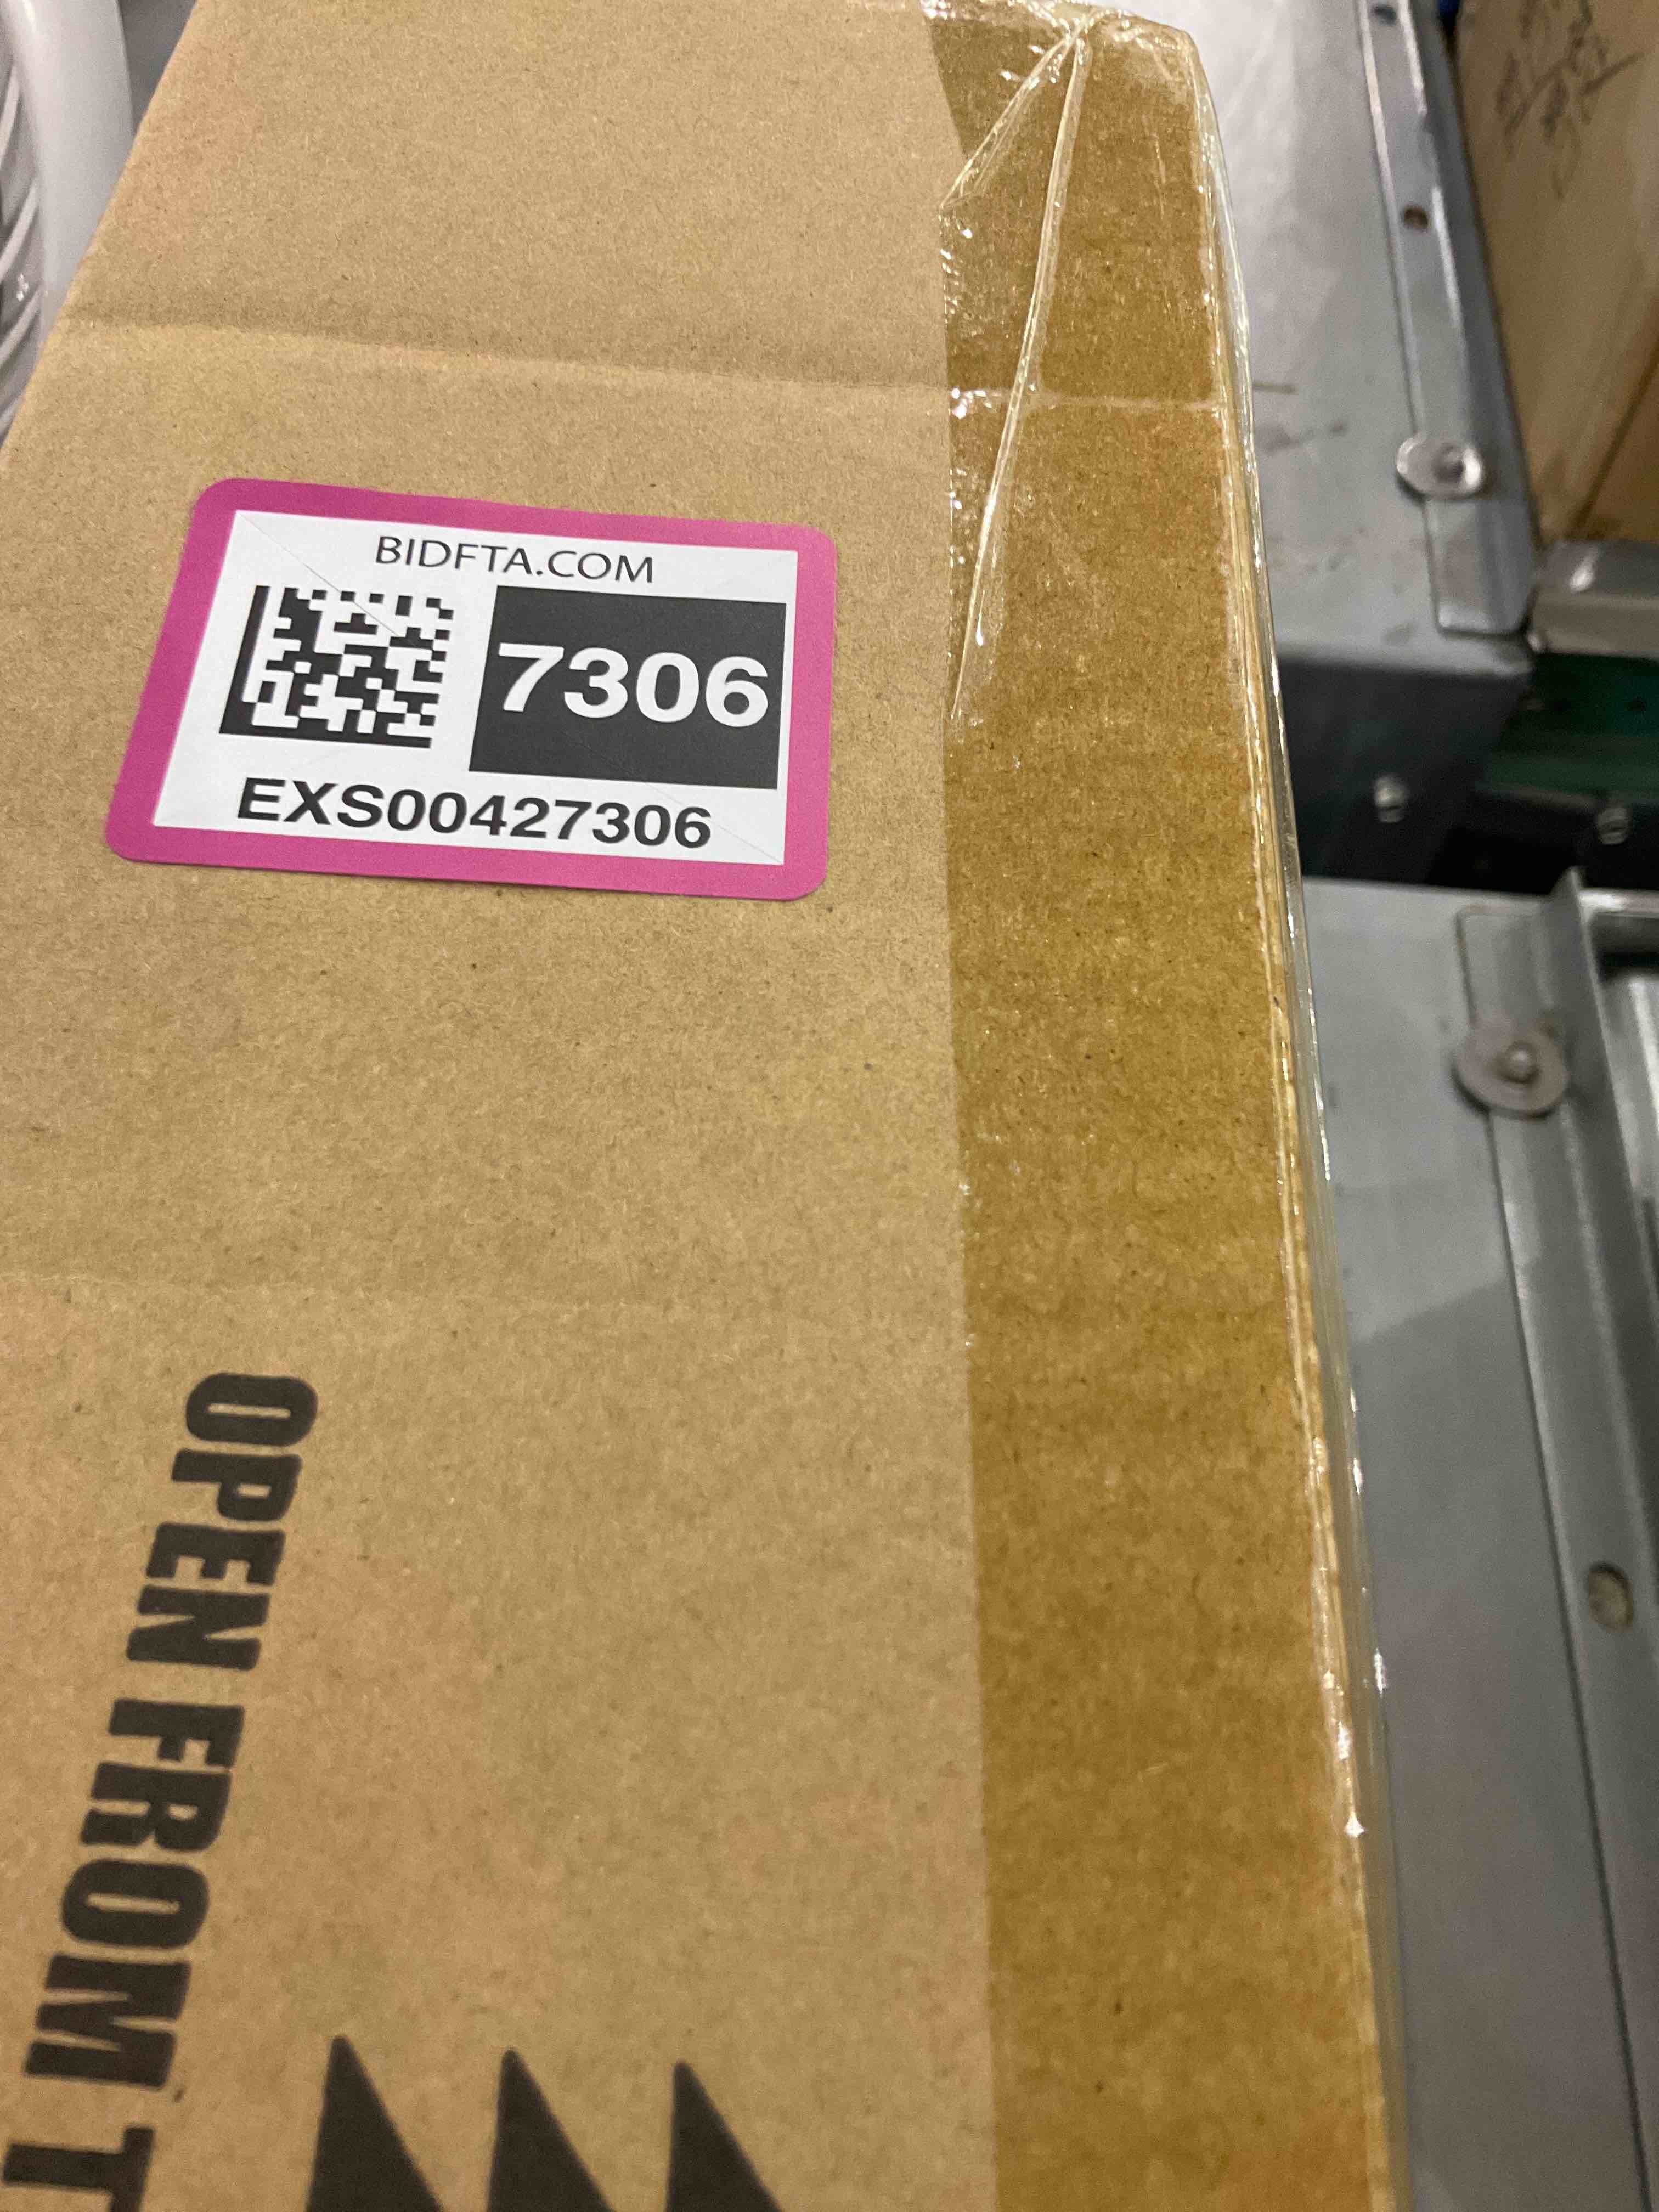 BIDFTA.COM
7306
EXS00427306
OPEN FROM T